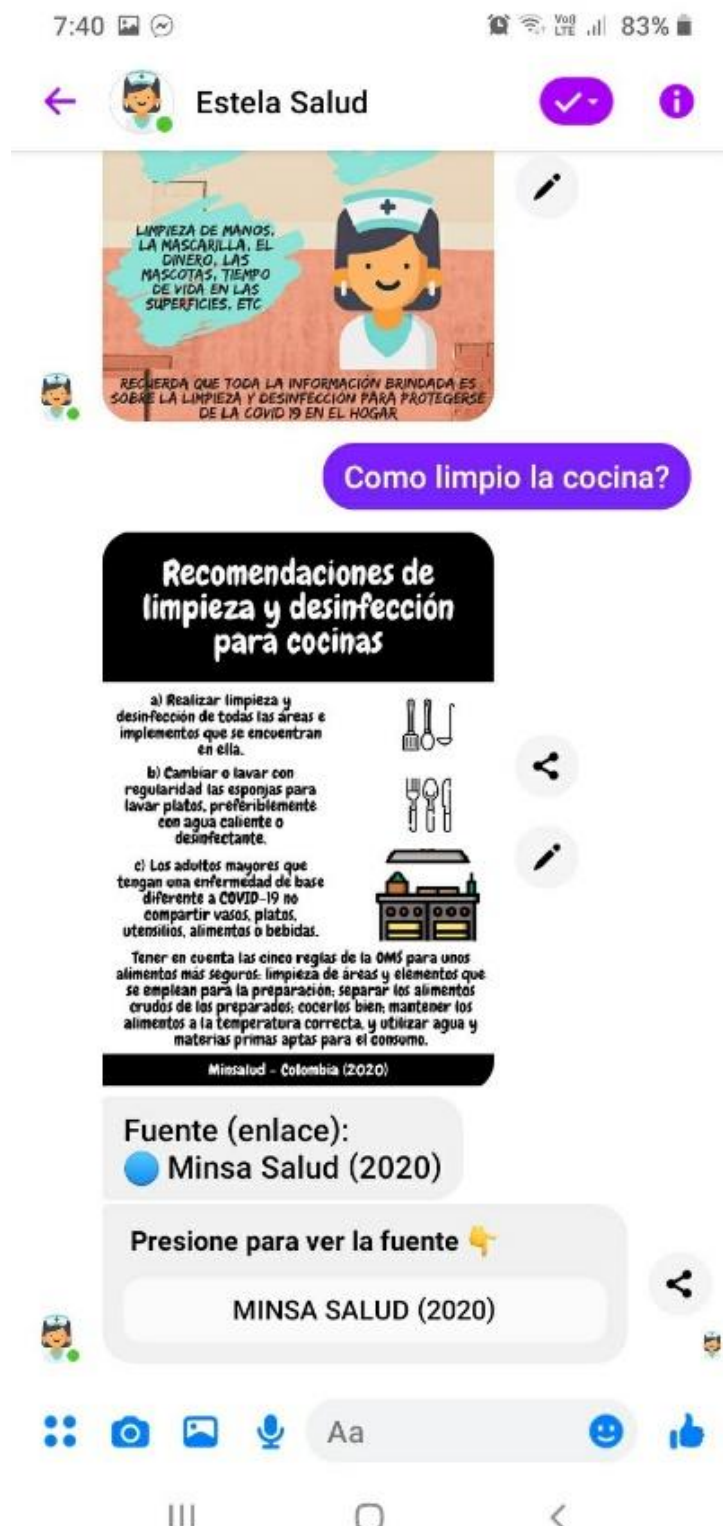 7:40
Vo))
LTE
83%
Estela Salud
LIMPIEZA DE MANOS,
LA MASCARILLA, EL
DINERO, LAS
MASCOTAS, TIEMPO
DE VIDA EN LAS
SUPERFICIES, ETC
RECUERDA QUE TODA LA INFORMACIÓN BRINDADA ES
SOBRE LA LIMPIEZA Y DESINFECCIÓN PARA PROTEGERSE
DE LA COVID 19 EN EL HOGAR
Como limpio la cocina?
Recomendaciones de
limpieza y desinfección
para cocinas
a) Realizar limpieza y
desinfección de todas las áreas e
implementos que se encuentran
en ella.
b) Cambiar o lavar con
regularidad las esponjas para
lavar platos, preferiblemente
con agua caliente o
desinfectante.
c) Los adultos mayores que
tengan una enfermedad de base
diferente a COVID-19 no
compartir vasos, platos,
utensilios, alimentos o bebidas.
Tener en cuenta las cinco reglas de la OMS para unos
alimentos más seguros: limpieza de áreas y elementos que
se emplean para la preparación; separar los alimentos
crudos de los preparados; cocerlos bien; mantener los
alimentos a la temperatura correcta, y utilizar agua y
materias primas aptas para el consumo.
Minsalud - Colombia (2020)
Fuente (enlace):
Minsa Salud (2020)
Presione para ver la fuente
MINSA SALUD (2020)
Aa